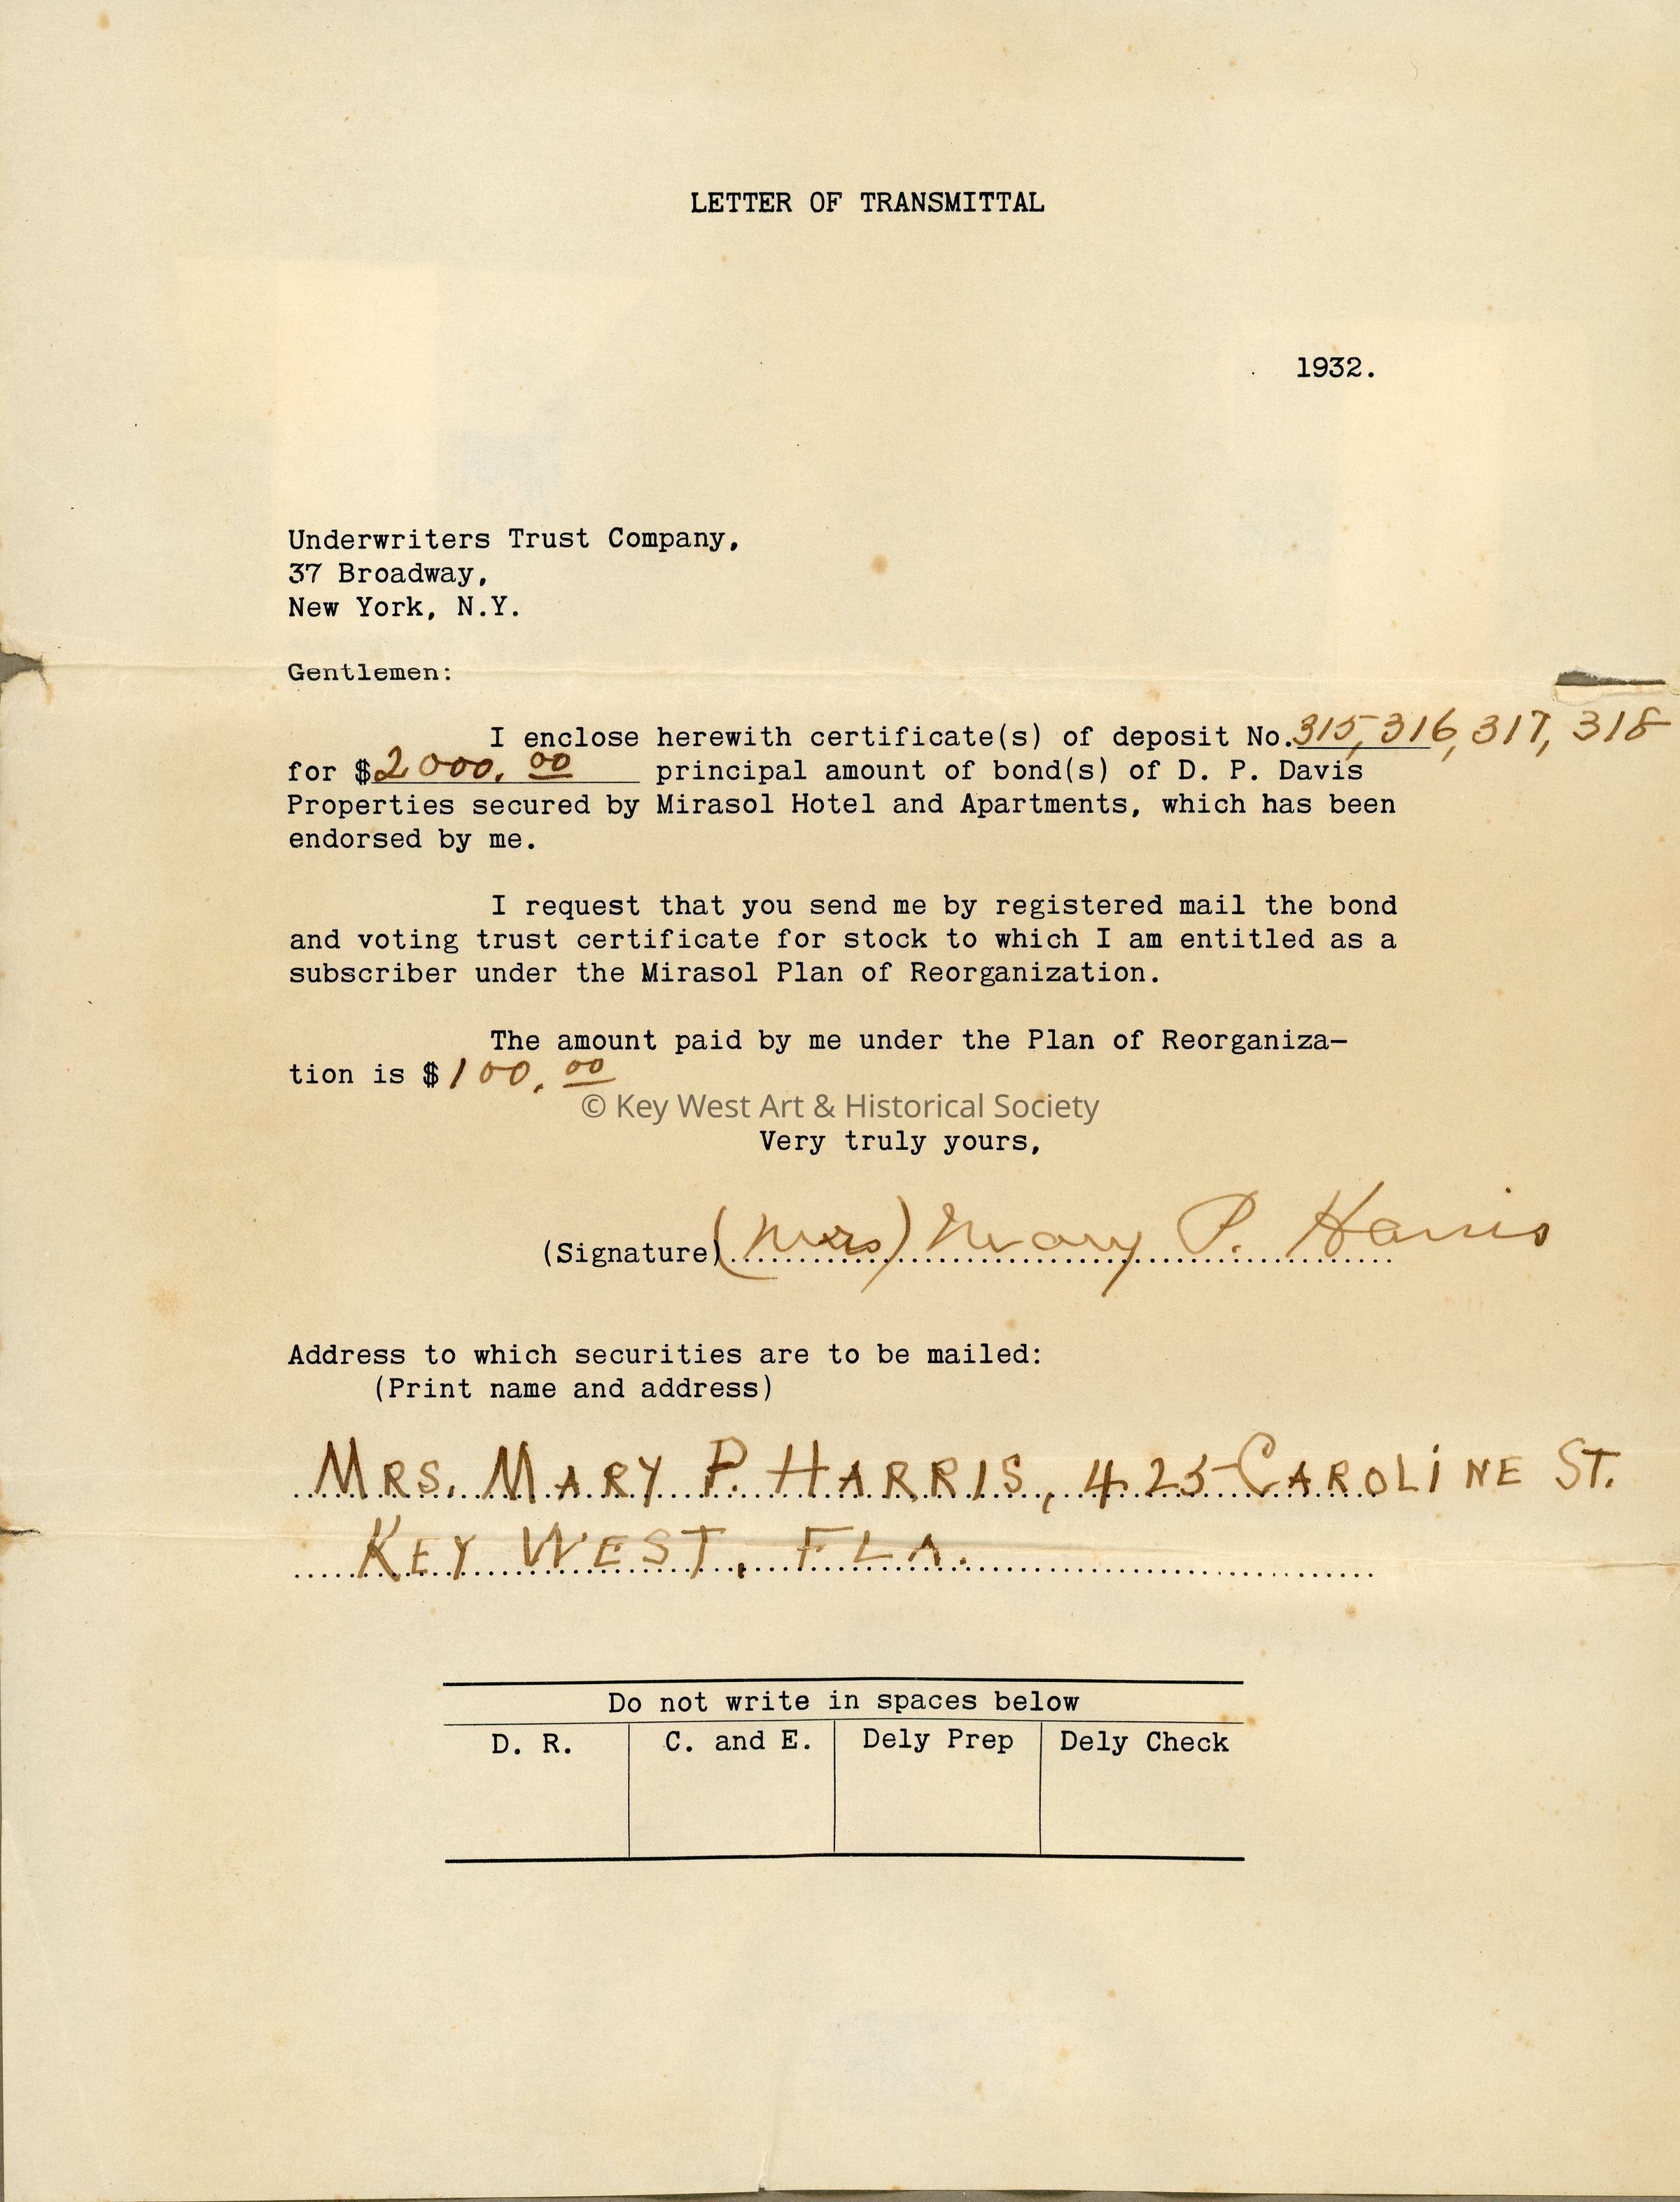 LETTER OF TRANSMITTAL
1932.
Underwriters Trust Company,
37 Broadway,
New York, N.Y.
Gentlemen:
I enclose herewith certificate(s) of deposit No. 315, 316, 317, 318
for $2000.00 principal amount of bond(s) of D. P. Davis
Properties secured by Mirasol Hotel and Apartments, which has been
endorsed by me.
I request that you send me by registered mail the bond
and voting trust certificate for stock to which I am entitled as a
subscriber under the Mirasol Plan of Reorganization.
The amount paid by me under the Plan of Reorganiza-
tion is $100.00
© Key West Art & Historical Society
Very truly yours,
(Signature) (Mrs) Mary P. Harris
Address to which securities are to be mailed:
(Print name and address)
MRS. MARY P. HARRIS, 425 CAROLINE ST.
KEY WEST, FLA.
Do not write in spaces below
D. R. C. and E. Dely Prep Dely Check